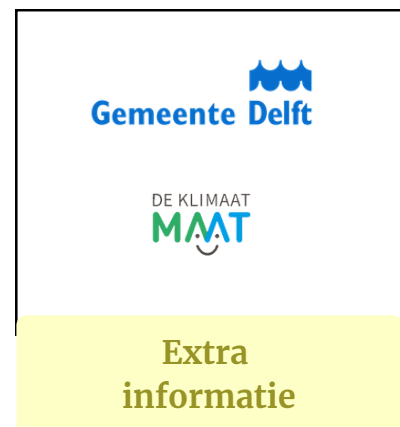 Gemeente Delft
DE KLIMAAT
MAAT
Extra
informatie